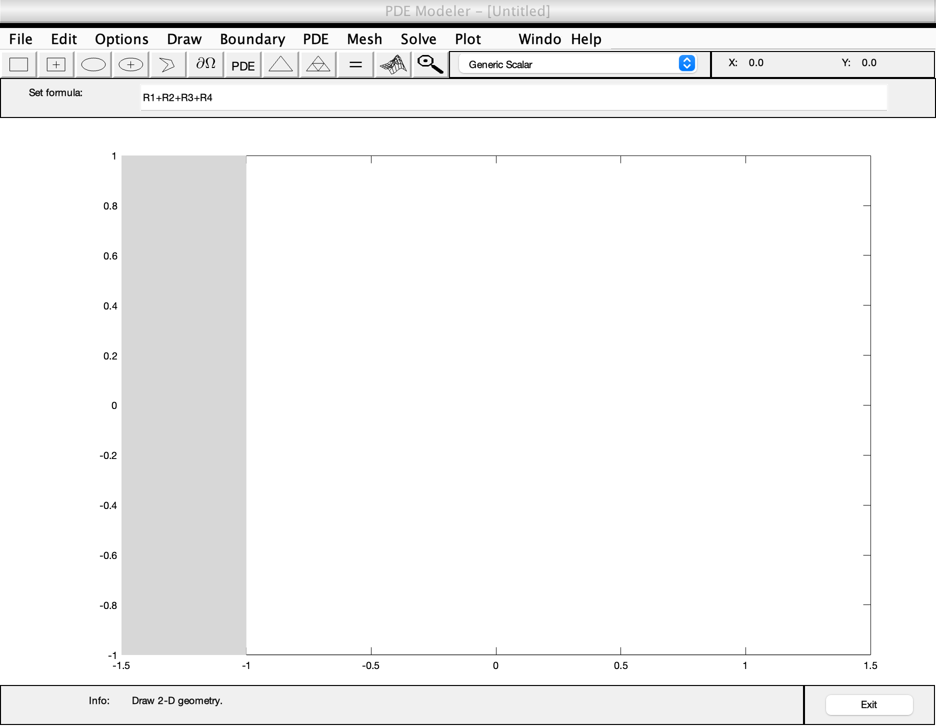 PDE Modeler – [Untitled]
File Edit Options Draw Boundary PDE Mesh Solve Plot Windo Help
∂Ω PDE = Generic Scalar X: 0.0 Y: 0.0
Set formula: R1+R2+R3+R4
1
0.8
0.6
0.4
0.2
0
-0.2
-0.4
-0.6
-0.8
-1
-1.5 -1 -0.5 0 0.5 1 1.5
Info: Draw 2-D geometry. Exit